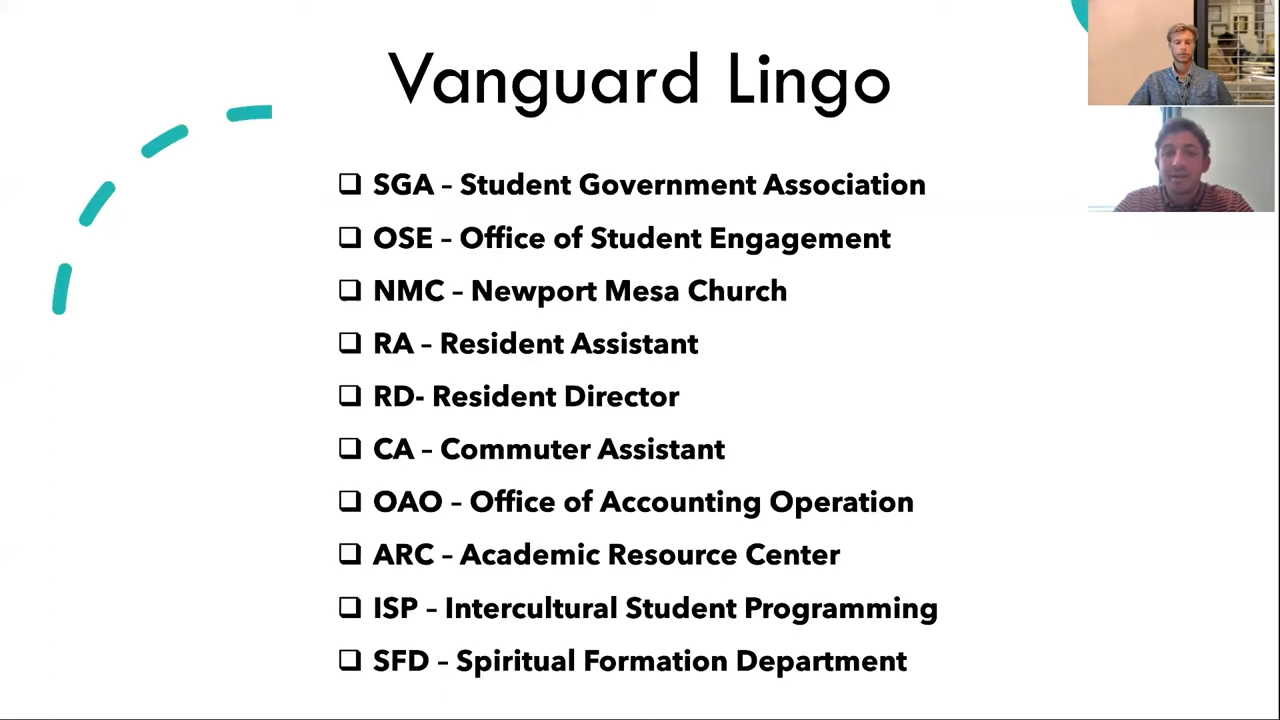 Vanguard Lingo
SGA – Student Government Association
OSE – Office of Student Engagement
NMC – Newport Mesa Church
RA – Resident Assistant
RD- Resident Director
CA – Commuter Assistant
OAO – Office of Accounting Operation
ARC – Academic Resource Center
ISP – Intercultural Student Programming
SFD – Spiritual Formation Department